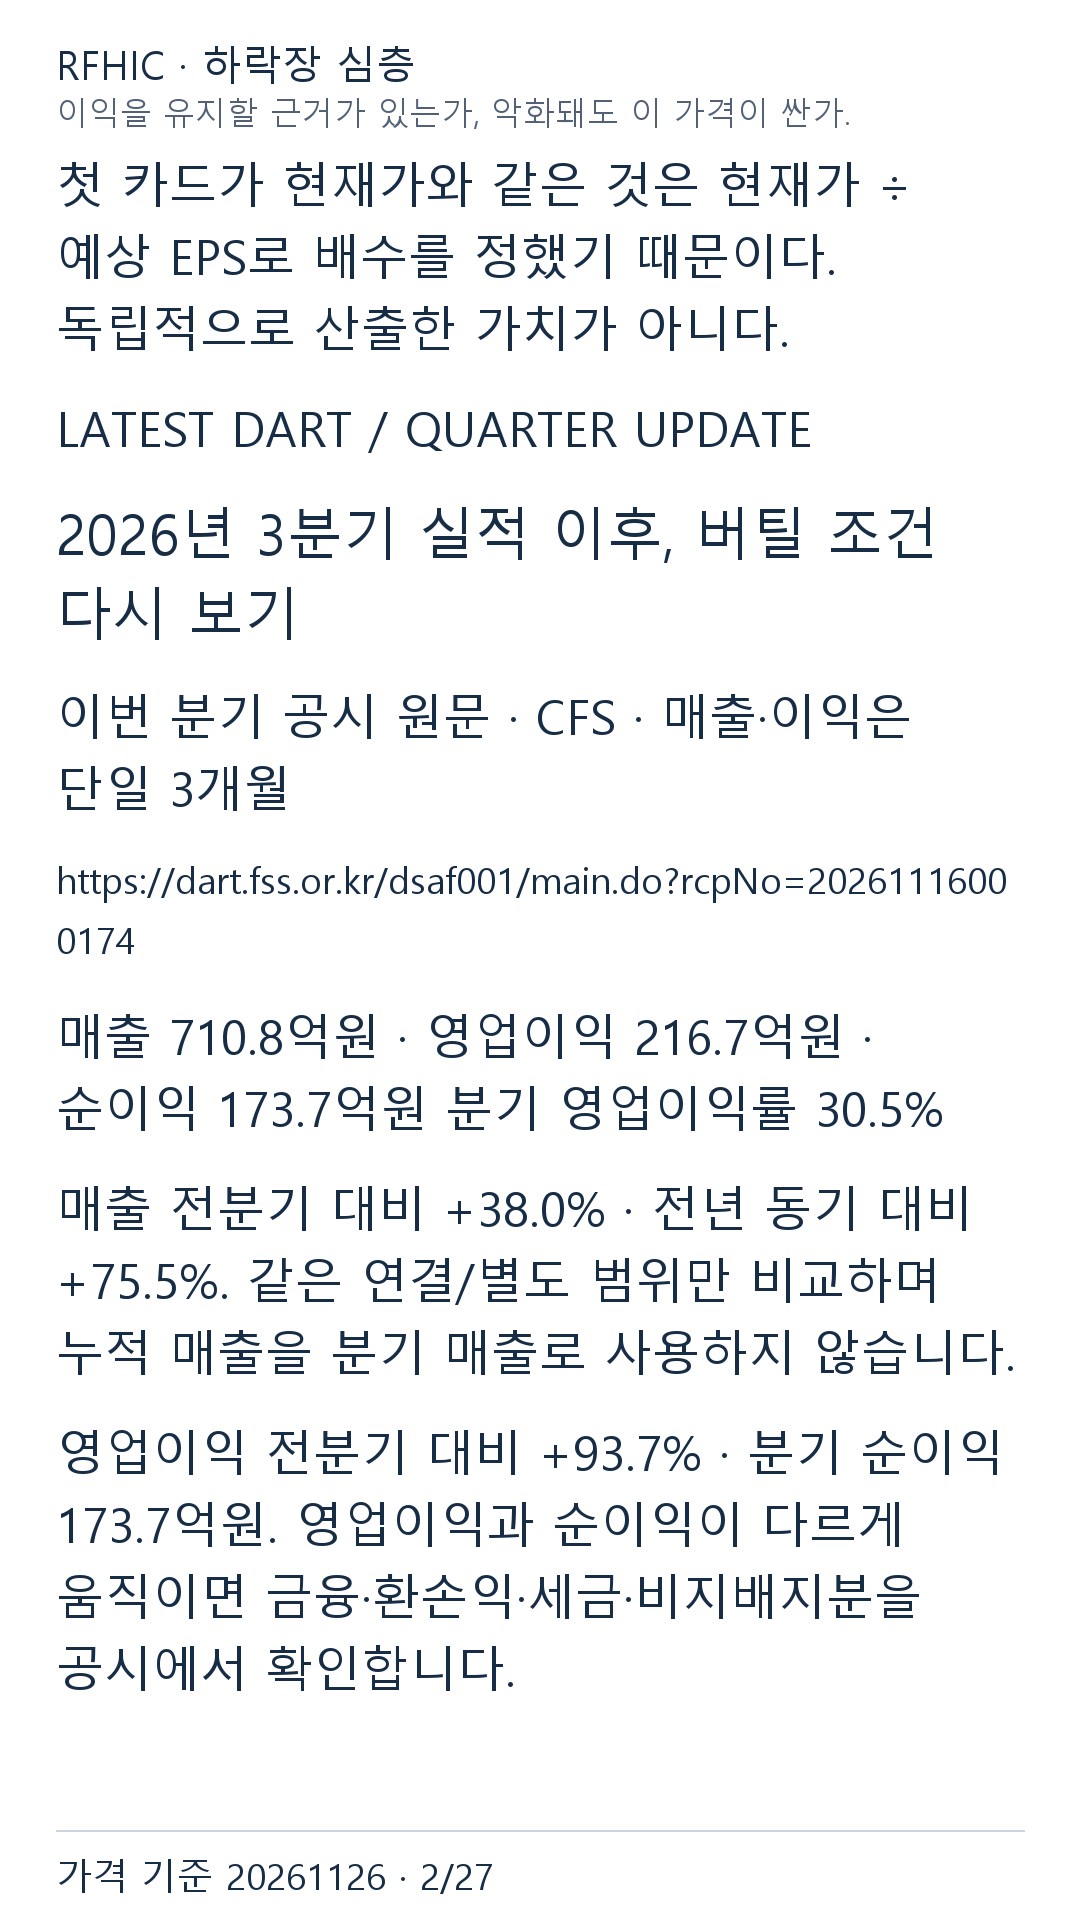 RFHIC · 하락장 심층
이익을 유지할 근거가 있는가, 악화돼도 이 가격이 싼가.
첫 카드가 현재가와 같은 것은 현재가 ÷
예상 EPS로 배수를 정했기 때문이다.
독립적으로 산출한 가치가 아니다.
LATEST DART / QUARTER UPDATE
2026년 3분기 실적 이후, 버틸 조건
다시 보기
이번 분기 공시 원문 · CFS · 매출·이익은
단일 3개월
https://dart.fss.or.kr/dsaf001/main.do?rcpNo=2026111600
0174
매출 710.8억원 · 영업이익 216.7억원 ·
순이익 173.7억원 분기 영업이익률 30.5%
매출 전분기 대비 +38.0% · 전년 동기 대비
+75.5%. 같은 연결/별도 범위만 비교하며
누적 매출을 분기 매출로 사용하지 않습니다.
영업이익 전분기 대비 +93.7% · 분기 순이익
173.7억원. 영업이익과 순이익이 다르게
움직이면 금융·환손익·세금·비지배지분을
공시에서 확인합니다.
가격 기준 20261126 · 2/27